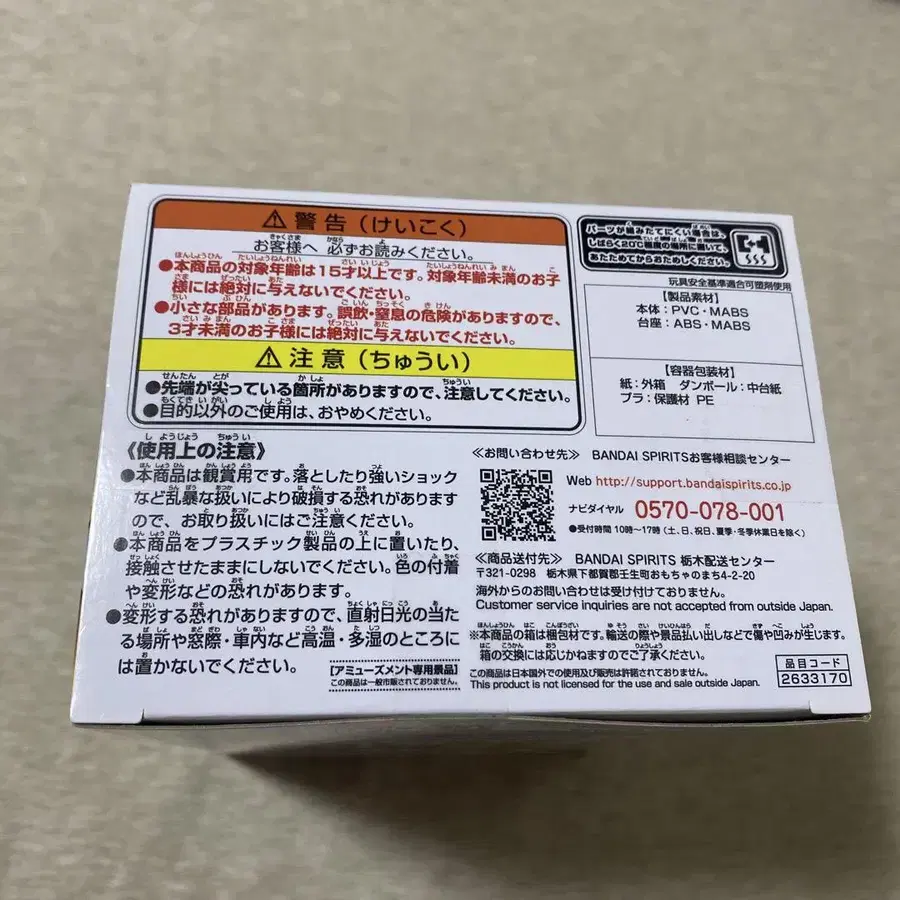 ⚠警告(けいこく)
お客様へ 必ずお読みください。
●本商品の対象年齢は15才以上です。対象年齢未満のお子
様には絶対に与えないでください。
●小さな部品があります。誤飲・窒息の危険がありますので、
3才未満のお子様には絶対に与えないでください。
⚠注意(ちゅうい)
●先端が尖っている箇所がありますので、注意してください。
●目的以外のご使用は、おやめください。
《使用上の注意》
●本商品は観賞用です。落としたり強いショック
など乱暴な扱いにより破損する恐れがあります
ので、お取り扱いにはご注意ください。
●本商品をプラスチック製品の上に置いたり、
接触させたままにしないでください。色の付着
や変形などの恐れがあります。
●変形する恐れがありますので、直射日光の当た
る場所や窓際・車内など高温・多湿のところに
は置かないでください。
[アミューズメント専用景品]
この商品は一般市販されておりません。
パーツが組みたてにくい場合は、
しばらく20℃程度の場所に置いて、
あたためてからおためしください。
玩具安全基準適合可塑剤使用
【製品素材】
本体:PVC・MABS
台座:ABS・MABS
【容器包装材】
紙:外箱 ダンボール:中台紙
プラ:保護材 PE
≪お問い合わせ先≫ BANDAI SPIRITSお客様相談センター
Web http://support.bandaispirits.co.jp
ナビダイヤル 0570-078-001
●受付時間 10時~17時(土、日、祝日、夏季・冬季休業日を除く)
≪商品送付先≫ BANDAI SPIRITS 栃木配送センター
〒321-0298 栃木県下都賀郡壬生町おもちゃのまち4-2-20
海外からのお問い合わせは受け付けておりません。
Customer service inquiries are not accepted from outside Japan.
※本商品の箱は梱包材です。輸送の際や景品払い出しなどで傷や凹みが生じます。
箱の交換には応じかねますのでご了承ください。
この商品は日本国外での使用及び販売は許諾されておりません。
This product is not licensed for the use and sale outside Japan.
品目コード
2633170